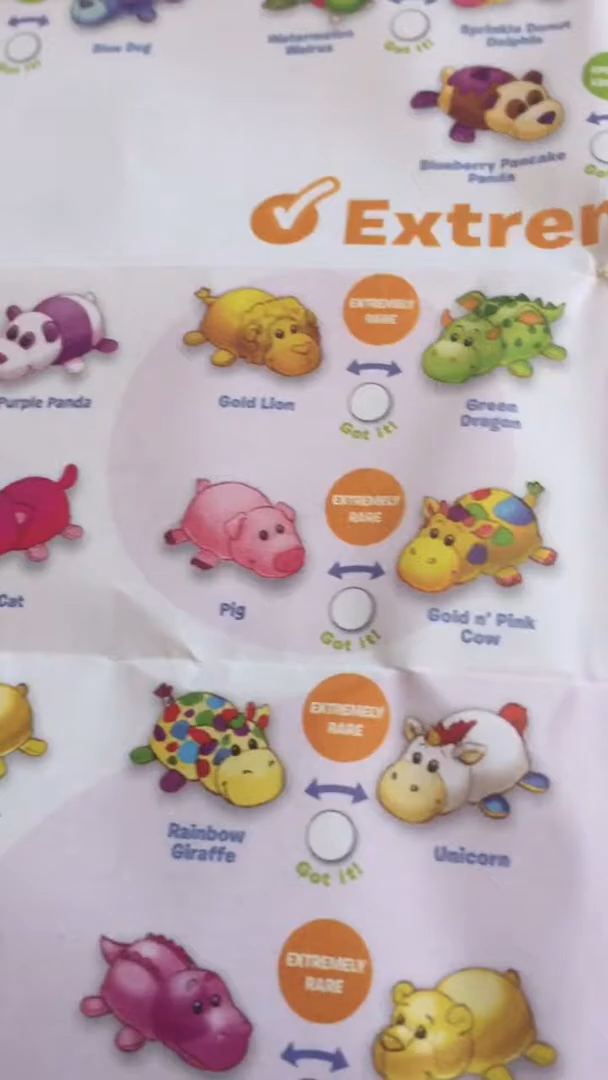 Got it!
Blue Dog
Watermelon
Walrus
Got it!
Sprinkle Donut
Dolphin
Blueberry Pancake
Panda
Extrem
Purple Panda
Gold Lion
EXTREMELY
RARE
Got it!
Green
Dragon
Cat
Pig
EXTREMELY
RARE
Got it!
Gold n' Pink
Cow
Rainbow
Giraffe
EXTREMELY
RARE
Got it!
Unicorn
EXTREMELY
RARE